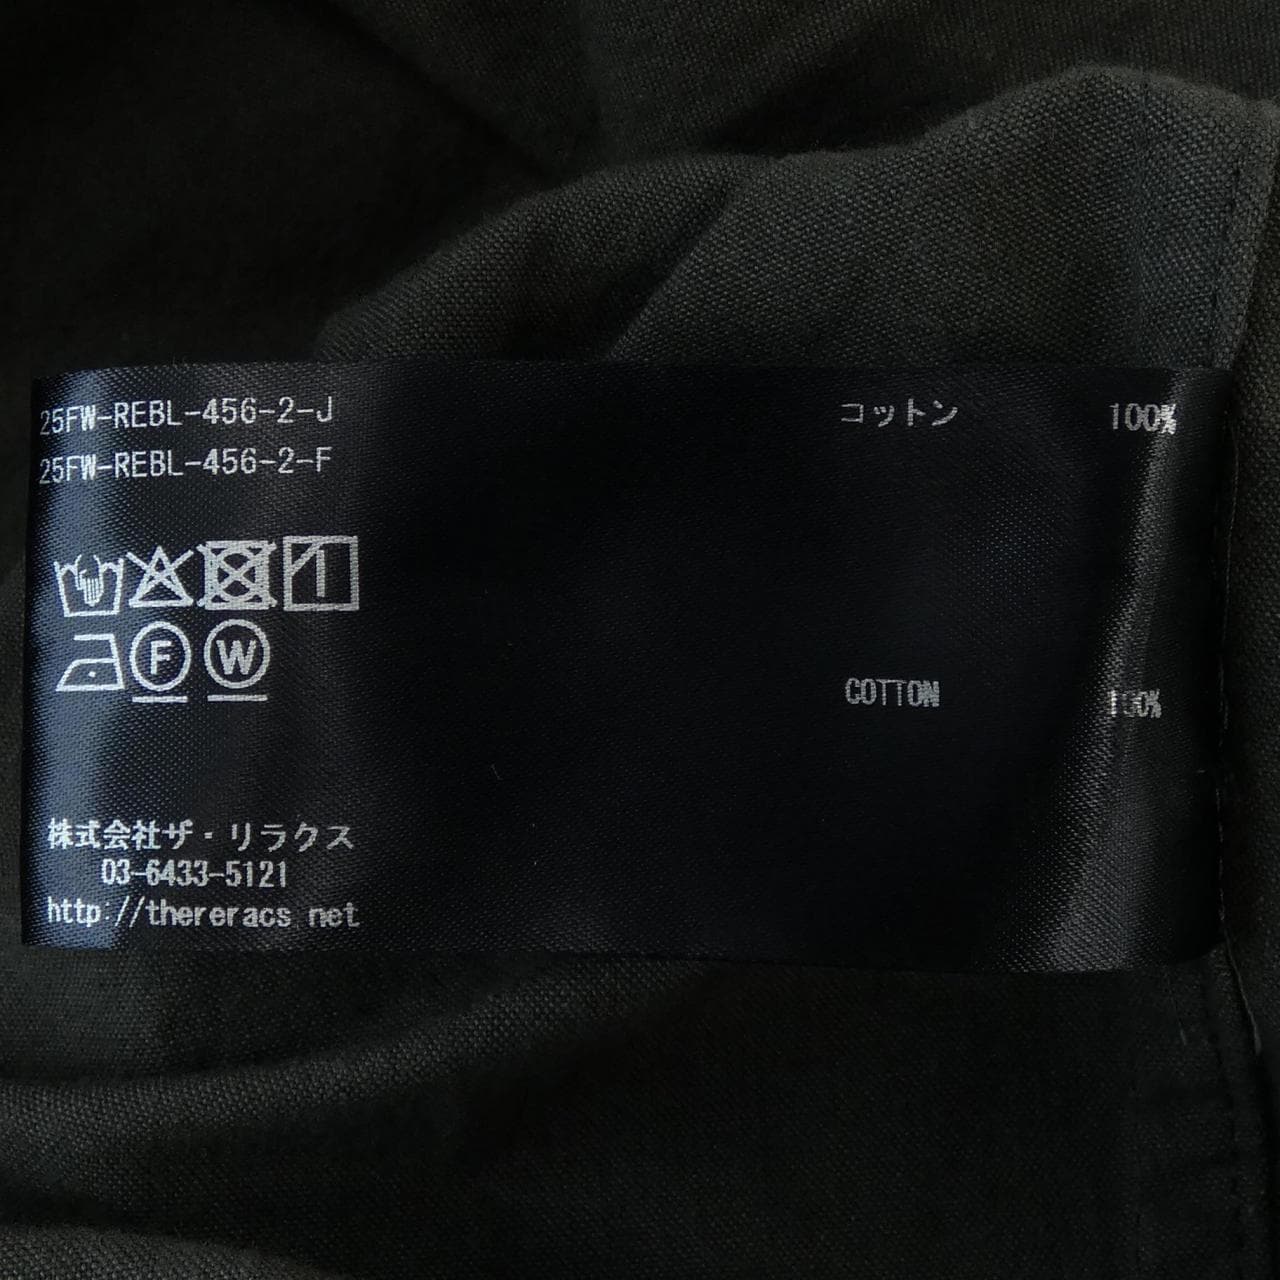 25FW-REBL-456-2-J
25FW-REBL-456-2-F
コットン 100%
F W
COTTON 100%
株式会社ザ・リラクス
03-6433-5121
http://thereracs.net